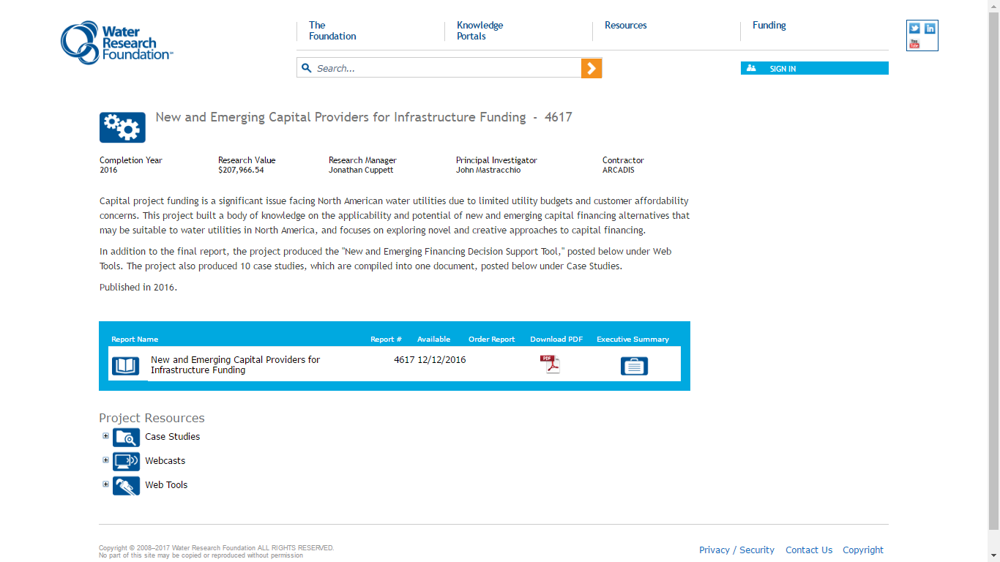 Water
Research
Foundation™
The
Foundation
Knowledge
Portals
Resources
Funding
Search...
SIGN IN
You
Tube
New and Emerging Capital Providers for Infrastructure Funding - 4617
Completion Year
2016
Research Value
$207,966.54
Research Manager
Jonathan Cuppett
Principal Investigator
John Mastracchio
Contractor
ARCADIS
Capital project funding is a significant issue facing North American water utilities due to limited utility budgets and customer affordability
concerns. This project built a body of knowledge on the applicability and potential of new and emerging capital financing alternatives that
may be suitable to water utilities in North America, and focuses on exploring novel and creative approaches to capital financing.
In addition to the final report, the project produced the "New and Emerging Financing Decision Support Tool," posted below under Web
Tools. The project also produced 10 case studies, which are compiled into one document, posted below under Case Studies.
Published in 2016.
Report Name Report # Available Order Report Download PDF Executive Summary
New and Emerging Capital Providers for
Infrastructure Funding
4617 12/12/2016
PDF
Project Resources
Case Studies
Webcasts
Web Tools
Copyright © 2008–2017 Water Research Foundation ALL RIGHTS RESERVED.
No part of this site may be copied or reproduced without permission
Privacy / Security Contact Us Copyright